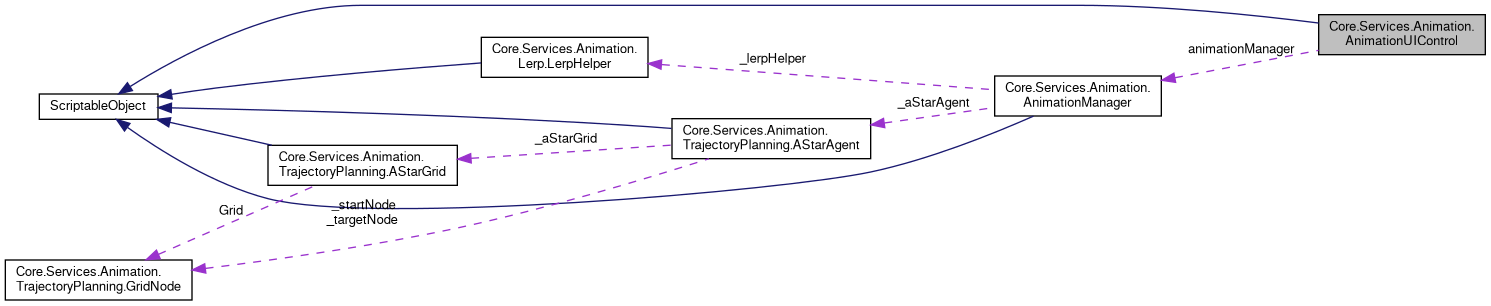 Core.Services.Animation.
AnimationUIControl
animationManager
Core.Services.Animation.
Lerp.LerpHelper
_lerpHelper
Core.Services.Animation.
AnimationManager
ScriptableObject
_aStarAgent
Core.Services.Animation.
TrajectoryPlanning.AStarAgent
_aStarGrid
Core.Services.Animation.
TrajectoryPlanning.AStarGrid
Grid
_startNode
_targetNode
Core.Services.Animation.
TrajectoryPlanning.GridNode